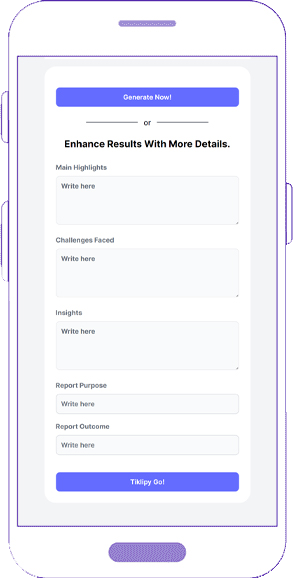 Generate Now!
or
Enhance Results With More Details.
Main Highlights
Write here
Challenges Faced
Write here
Insights
Write here
Report Purpose
Write here
Report Outcome
Write here
Tiklipy Go!